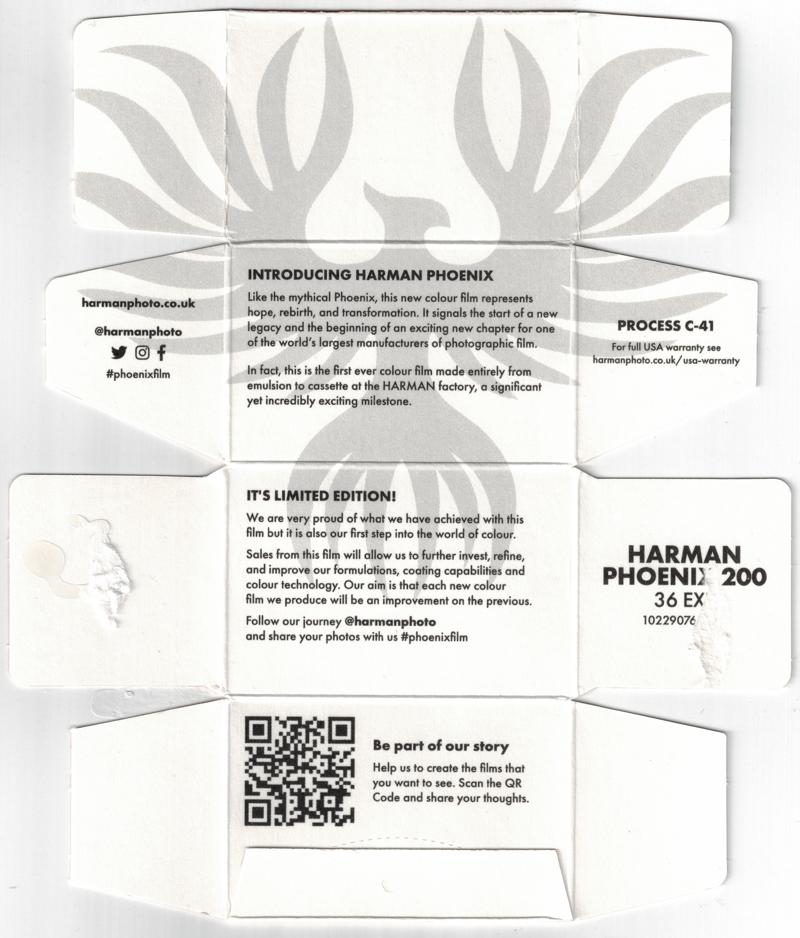 INTRODUCING HARMAN PHOENIX
Like the mythical Phoenix, this new colour film represents
hope, rebirth, and transformation. It signals the start of a new
legacy and the beginning of an exciting new chapter for one
of the world's largest manufacturers of photographic film.
In fact, this is the first ever colour film made entirely from
emulsion to cassette at the HARMAN factory, a significant
yet incredibly exciting milestone.
harmanphoto.co.uk
@harmanphoto
#phoenixfilm
PROCESS C-41
For full USA warranty see
harmanphoto.co.uk/usa-warranty
IT'S LIMITED EDITION!
We are very proud of what we have achieved with this
film but it is also our first step into the world of colour.
Sales from this film will allow us to further invest, refine,
and improve our formulations, coating capabilities and
colour technology. Our aim is that each new colour
film we produce will be an improvement on the previous.
Follow our journey @harmanphoto
and share your photos with us #phoenixfilm
HARMAN
PHOENIX 200
36 EX
10229076
Be part of our story
Help us to create the films that
you want to see. Scan the QR
Code and share your thoughts.